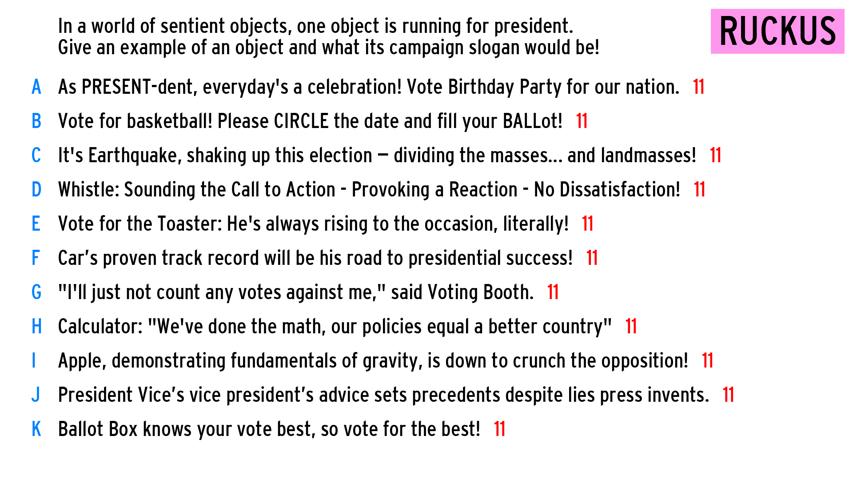 In a world of sentient objects, one object is running for president.
Give an example of an object and what its campaign slogan would be!
RUCKUS
A As PRESENT-dent, everyday's a celebration! Vote Birthday Party for our nation. 11
B Vote for basketball! Please CIRCLE the date and fill your BALLot! 11
C It's Earthquake, shaking up this election – dividing the masses... and landmasses! 11
D Whistle: Sounding the Call to Action - Provoking a Reaction - No Dissatisfaction! 11
E Vote for the Toaster: He's always rising to the occasion, literally! 11
F Car’s proven track record will be his road to presidential success! 11
G "I'll just not count any votes against me," said Voting Booth. 11
H Calculator: "We've done the math, our policies equal a better country" 11
I Apple, demonstrating fundamentals of gravity, is down to crunch the opposition! 11
J President Vice’s vice president’s advice sets precedents despite lies press invents. 11
K Ballot Box knows your vote best, so vote for the best! 11